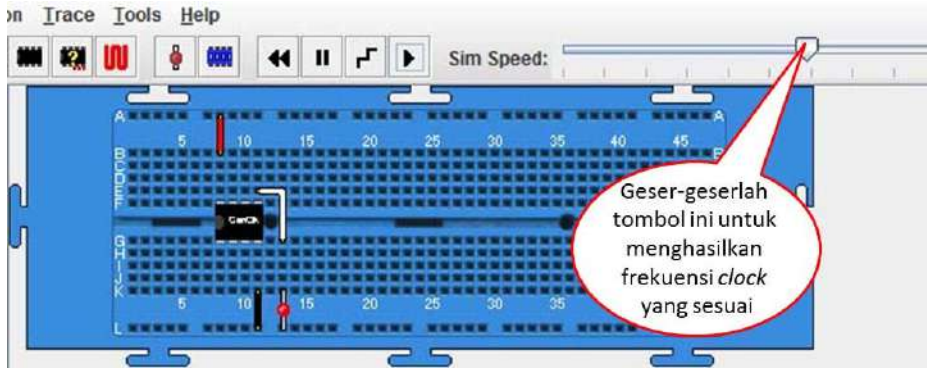 on Trace Tools Help
Sim Speed:
A A
5 10 15 20 25 30 35 40 45
B B
C
D
E
F
G
H
I
J
K
5 10 15 20 25 30 35
L
Geser-geserlah
tombol ini untuk
menghasilkan
frekuensi clock
yang sesuai